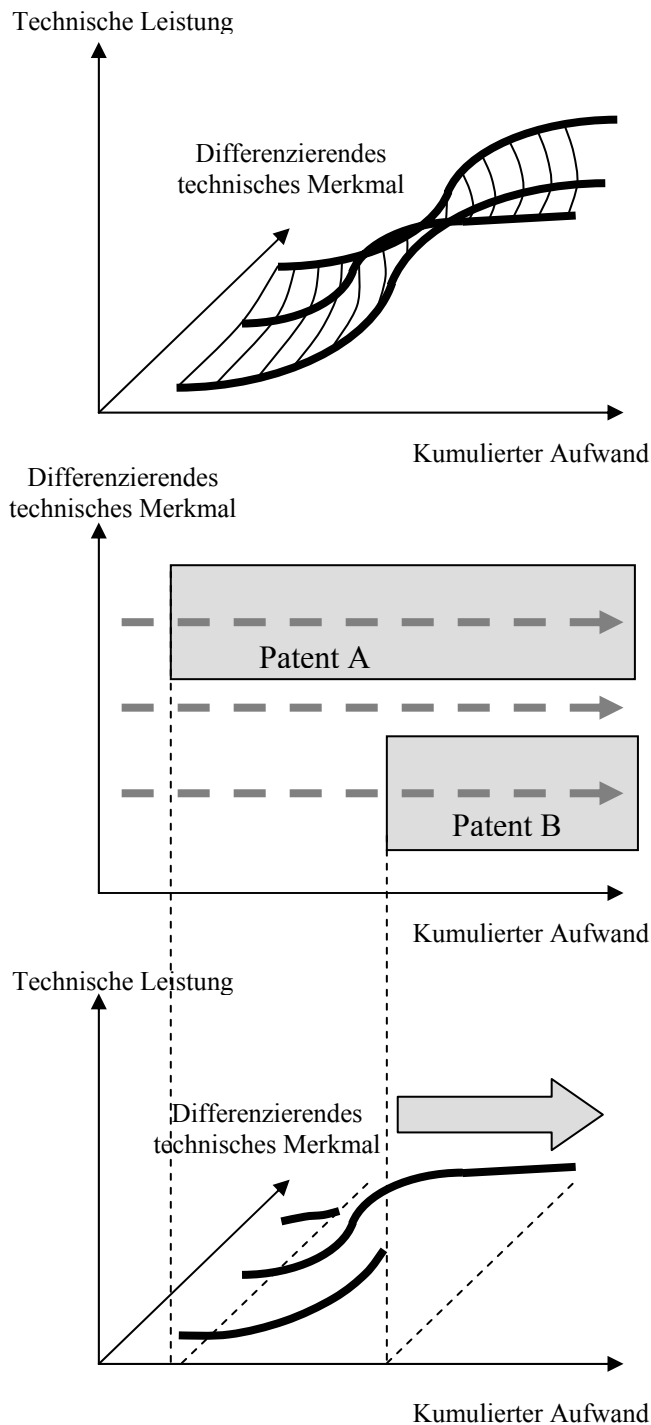 Technische Leistung
Differenzierendes
technisches Merkmal
Kumulierter Aufwand
Differenzierendes
technisches Merkmal
Patent A
Patent B
Kumulierter Aufwand
Technische Leistung
Differenzierendes
technisches Merkmal
Kumulierter Aufwand